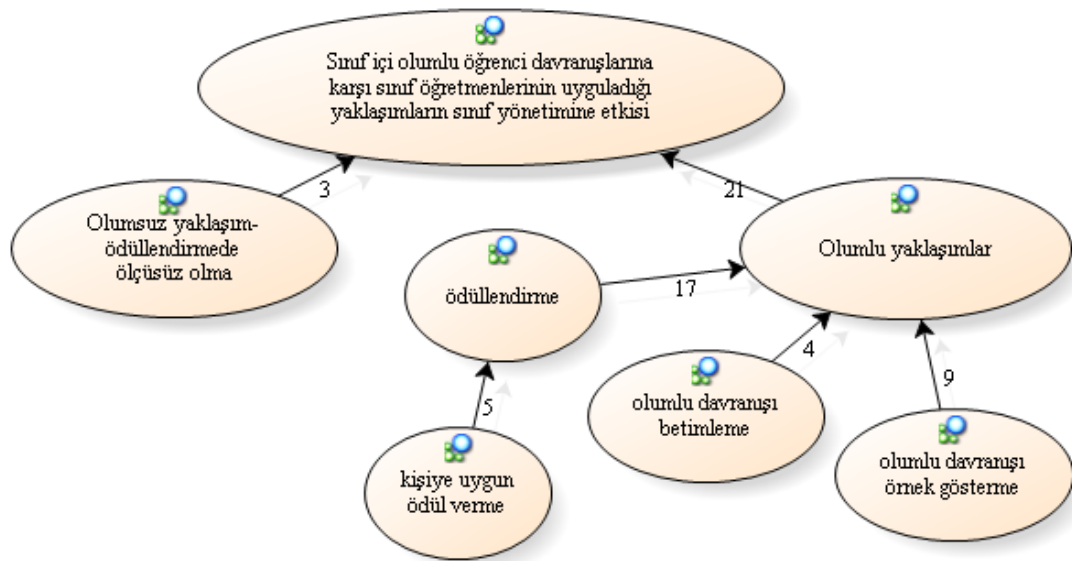 Sınıf içi olumlu öğrenci davranışlarına
karşı sınıf öğretmenlerinin uyguladığı
yaklaşımların sınıf yönetimine etkisi
3
21
Olumsuz yaklaşım-
ödüllendirmede
ölçüsüz olma
Olumlu yaklaşımlar
ödüllendirme
17
4
9
5
olumlu davranışı
betimleme
kişiye uygun
ödül verme
olumlu davranışı
örnek gösterme